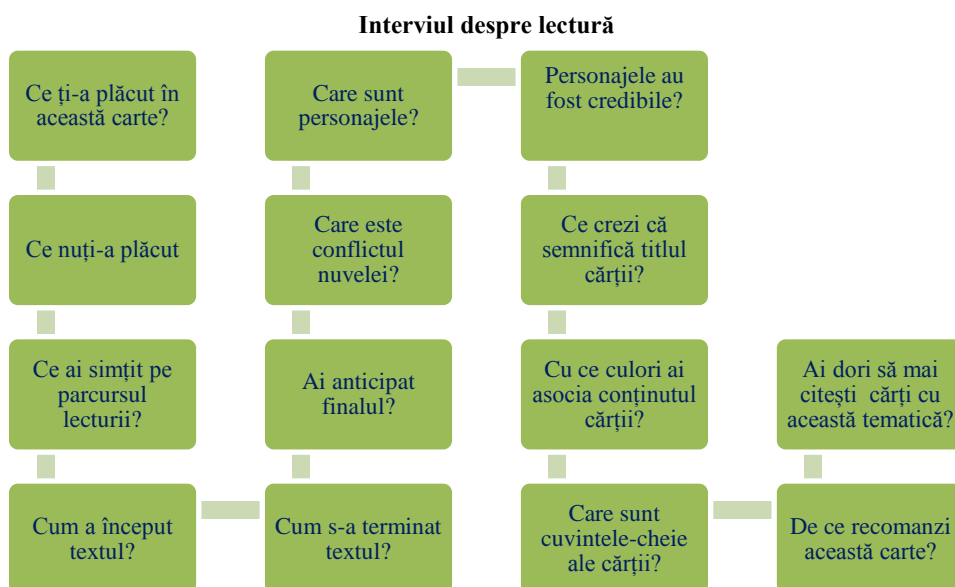 Interviul despre lectură
Ce ți-a plăcut în
această carte?
Ce nuți-a plăcut
Ce ai simțit pe
parcursul
lecturii?
Cum a început
textul?
Cum s-a terminat
textul?
Ai anticipat
finalul?
Care este
conflictul
nuvelei?
Care sunt
personajele?
Personajele au
fost credibile?
Ce crezi că
semnifică titlul
cărții?
Cu ce culori ai
asocia conținutul
cărții?
Care sunt
cuvintele-cheie
ale cărții?
De ce recomanzi
această carte?
Ai dori să mai
citești cărți cu
această tematică?